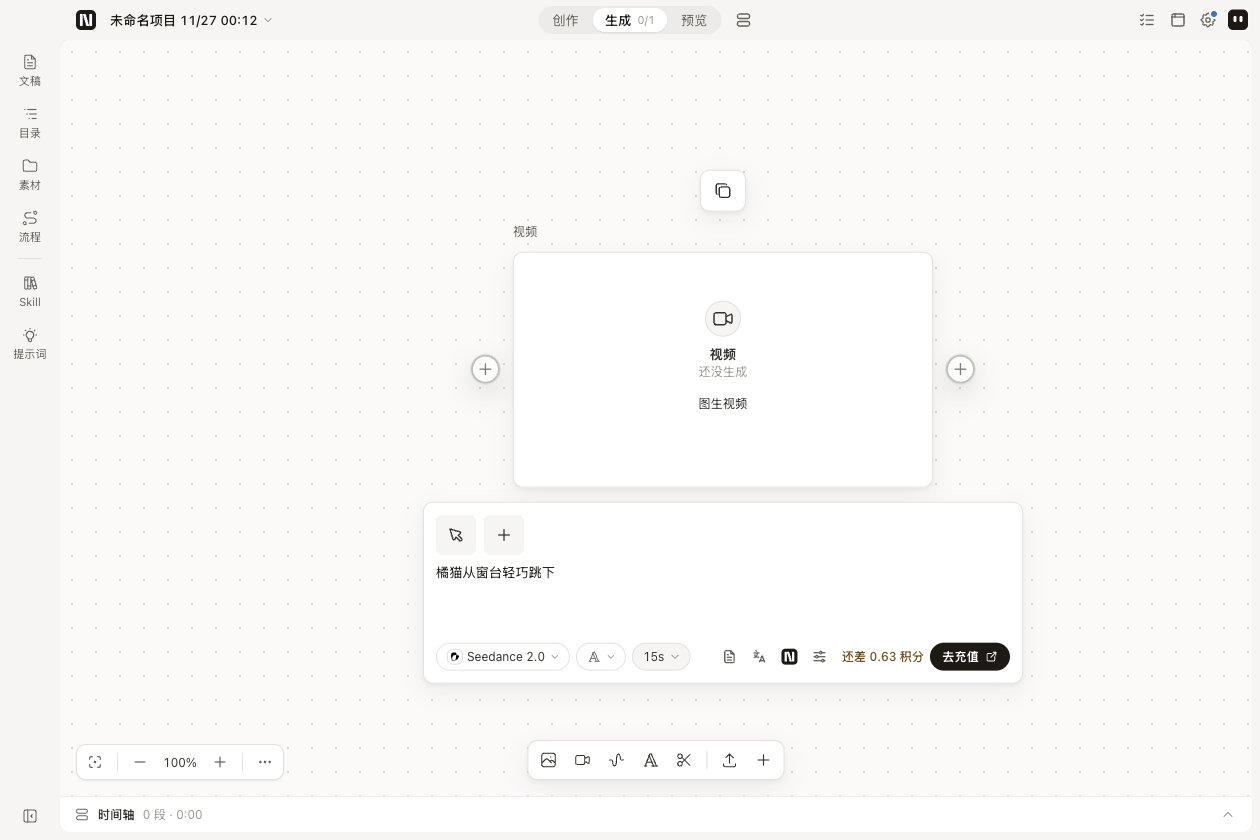 未命名项目 11/27 00:12
创作
生成 0/1
预览
文稿
目录
素材
流程
Skill
提示词
视频
视频
还没生成
图生视频
橘猫从窗台轻巧跳下
Seedance 2.0
15s
还差 0.63 积分
去充值
100%
时间轴 0 段 · 0:00